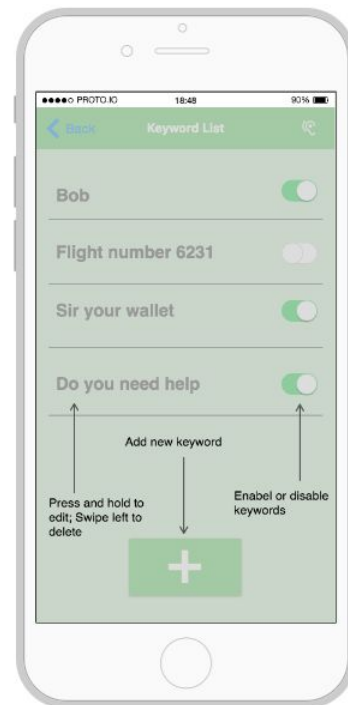 ●●●●○ PROTO.IO 18:48 90%
Back Keyword List
Bob
Flight number 6231
Sir your wallet
Do you need help
Add new keyword
Press and hold to
edit; Swipe left to
delete
Enabel or disable
keywords
+